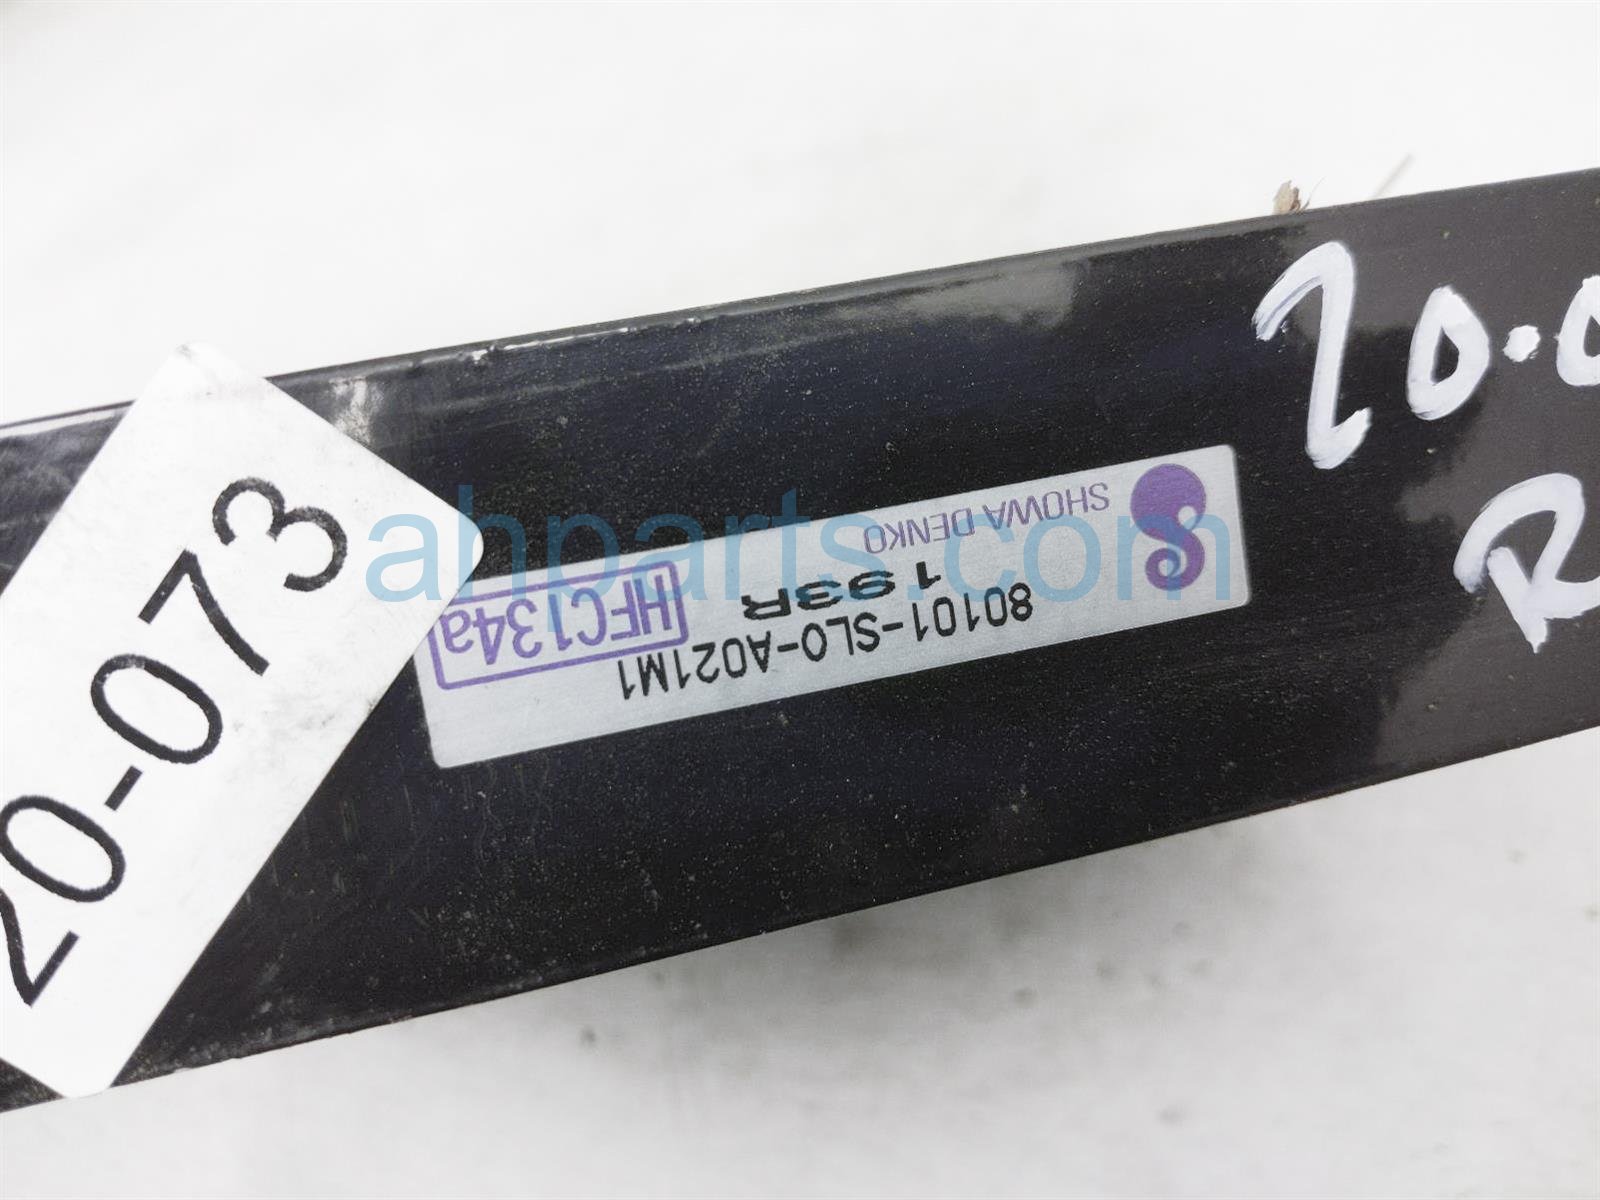 SHOWA DENKO
HFC134a
193R
80101-SL0-A021M1
20-073
20.0
R
ahparts.com